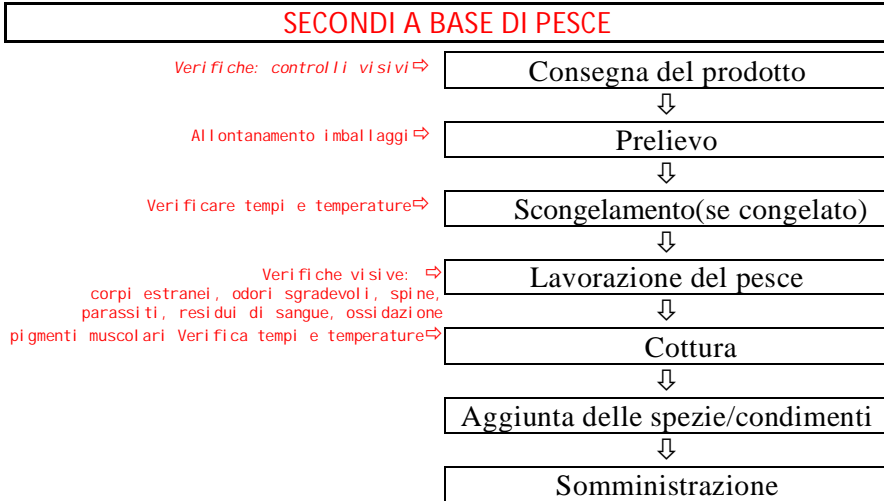 SECONDI A BASE DI PESCE
Verifiche: controlli visivi⇨
Consegna del prodotto
⇩
Allontanamento imballaggi⇨
Prelievo
⇩
Verificare tempi e temperature⇨
Scongelamento(se congelato)
⇩
Verifiche visive: ⇨
corpi estranei, odori sgradevoli, spine,
parassiti, residui di sangue, ossidazione
pigmenti muscolari Verifica tempi e temperature⇨
Lavorazione del pesce
⇩
Cottura
⇩
Aggiunta delle spezie/condimenti
⇩
Somministrazione